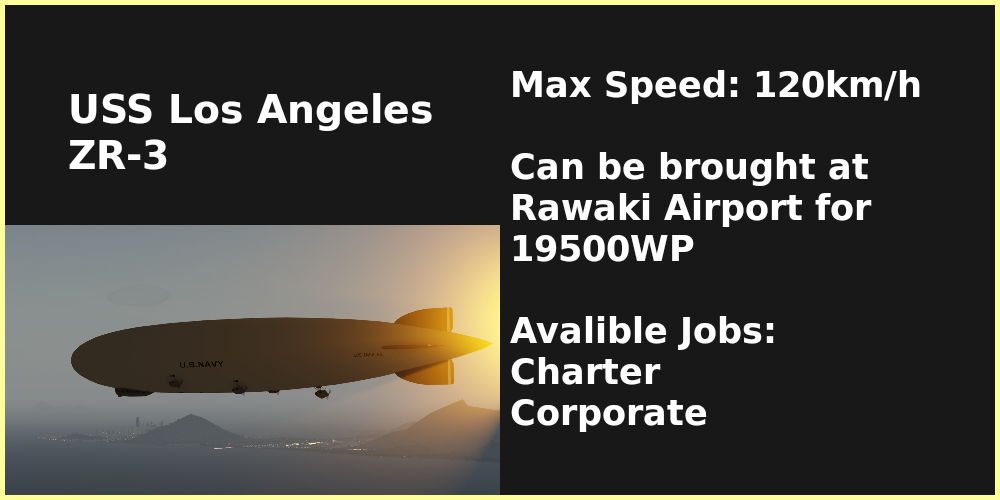 USS Los Angeles
ZR-3
Max Speed: 120km/h
Can be brought at
Rawaki Airport for
19500WP
Avalible Jobs:
Charter
Corporate
U.S.NAVY